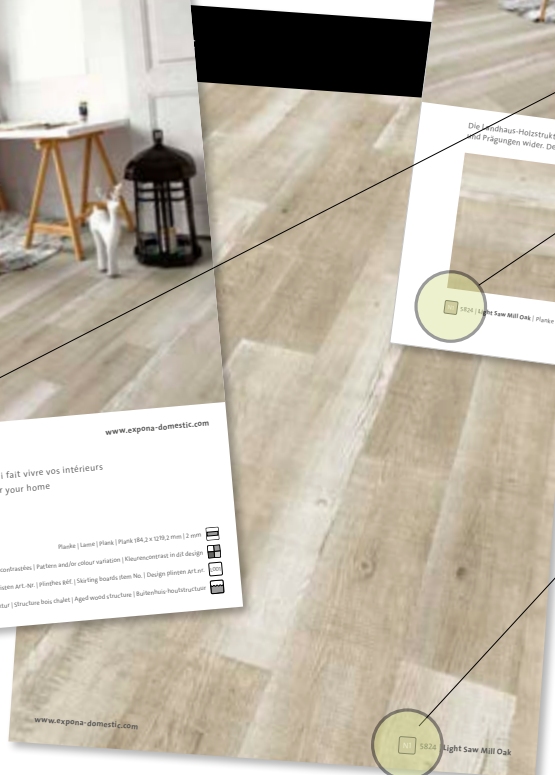 www.expona-domestic.com
i fait vivre vos intérieurs
r your home
Planke | Lame | Plank | Plank 184,2 x 1219,2 mm | 2 mm
contrastées | Pattern and/or colour variation | Kleurencontrast in dit design
isten Art.-Nr. | Plinthes Réf. | Skirting boards item No. | Design plinten Art.nr.
tur | Structure bois chalet | Aged wood structure | Buitenhuis-houtstructuur
Die Landhaus-Holzstrukt
und Prägungen wider. De
5824 | Light Saw Mill Oak | Planke
www.expona-domestic.com
5824 Light Saw Mill Oak